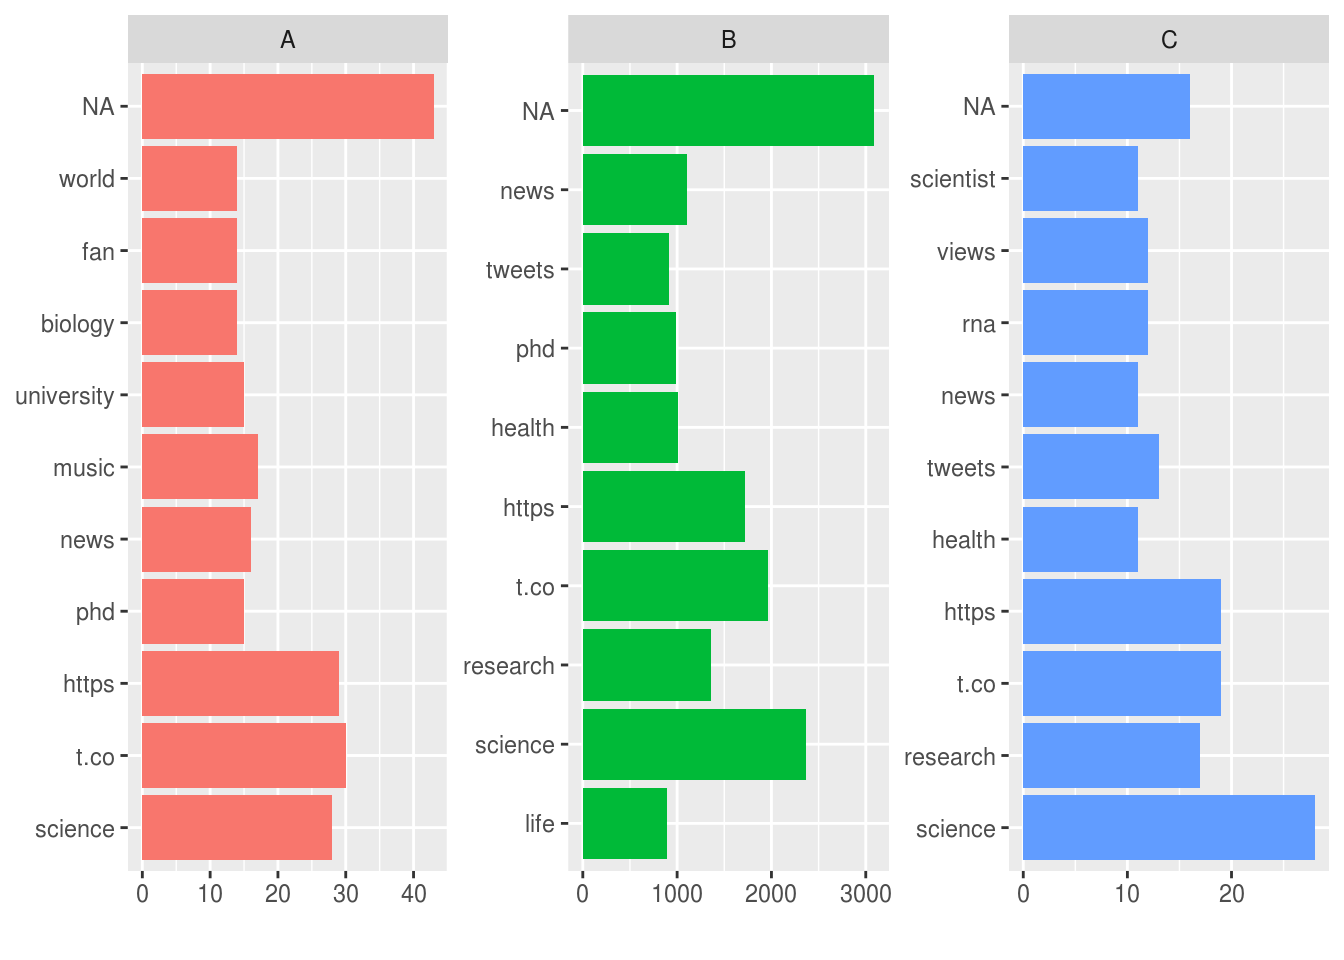 A
NA
world
fan
biology
university
music
news
phd
https
t.co
science
0 10 20 30 40
B
NA
news
tweets
phd
health
https
t.co
research
science
life
0 1000 2000 3000
C
NA
scientist
views
rna
news
tweets
health
https
t.co
research
science
0 10 20